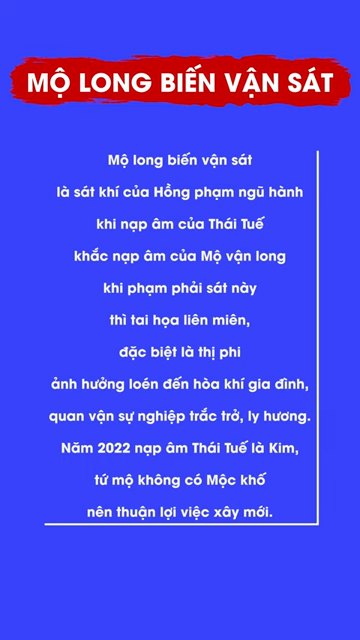 MỘ LONG BIẾN VẬN SÁT
Mộ long biến vận sát
là sát khí của Hồng phạm ngũ hành
khi nạp âm của Thái Tuế
khắc nạp âm của Mộ vận long
khi phạm phải sát này
thì tai họa liên miên,
đặc biệt là thị phi
ảnh hưởng loén đến hòa khí gia đình,
quan vận sự nghiệp trắc trở, ly hương.
Năm 2022 nạp âm Thái Tuế là Kim,
tứ mộ không có Mộc khố
nên thuận lợi việc xây mới.